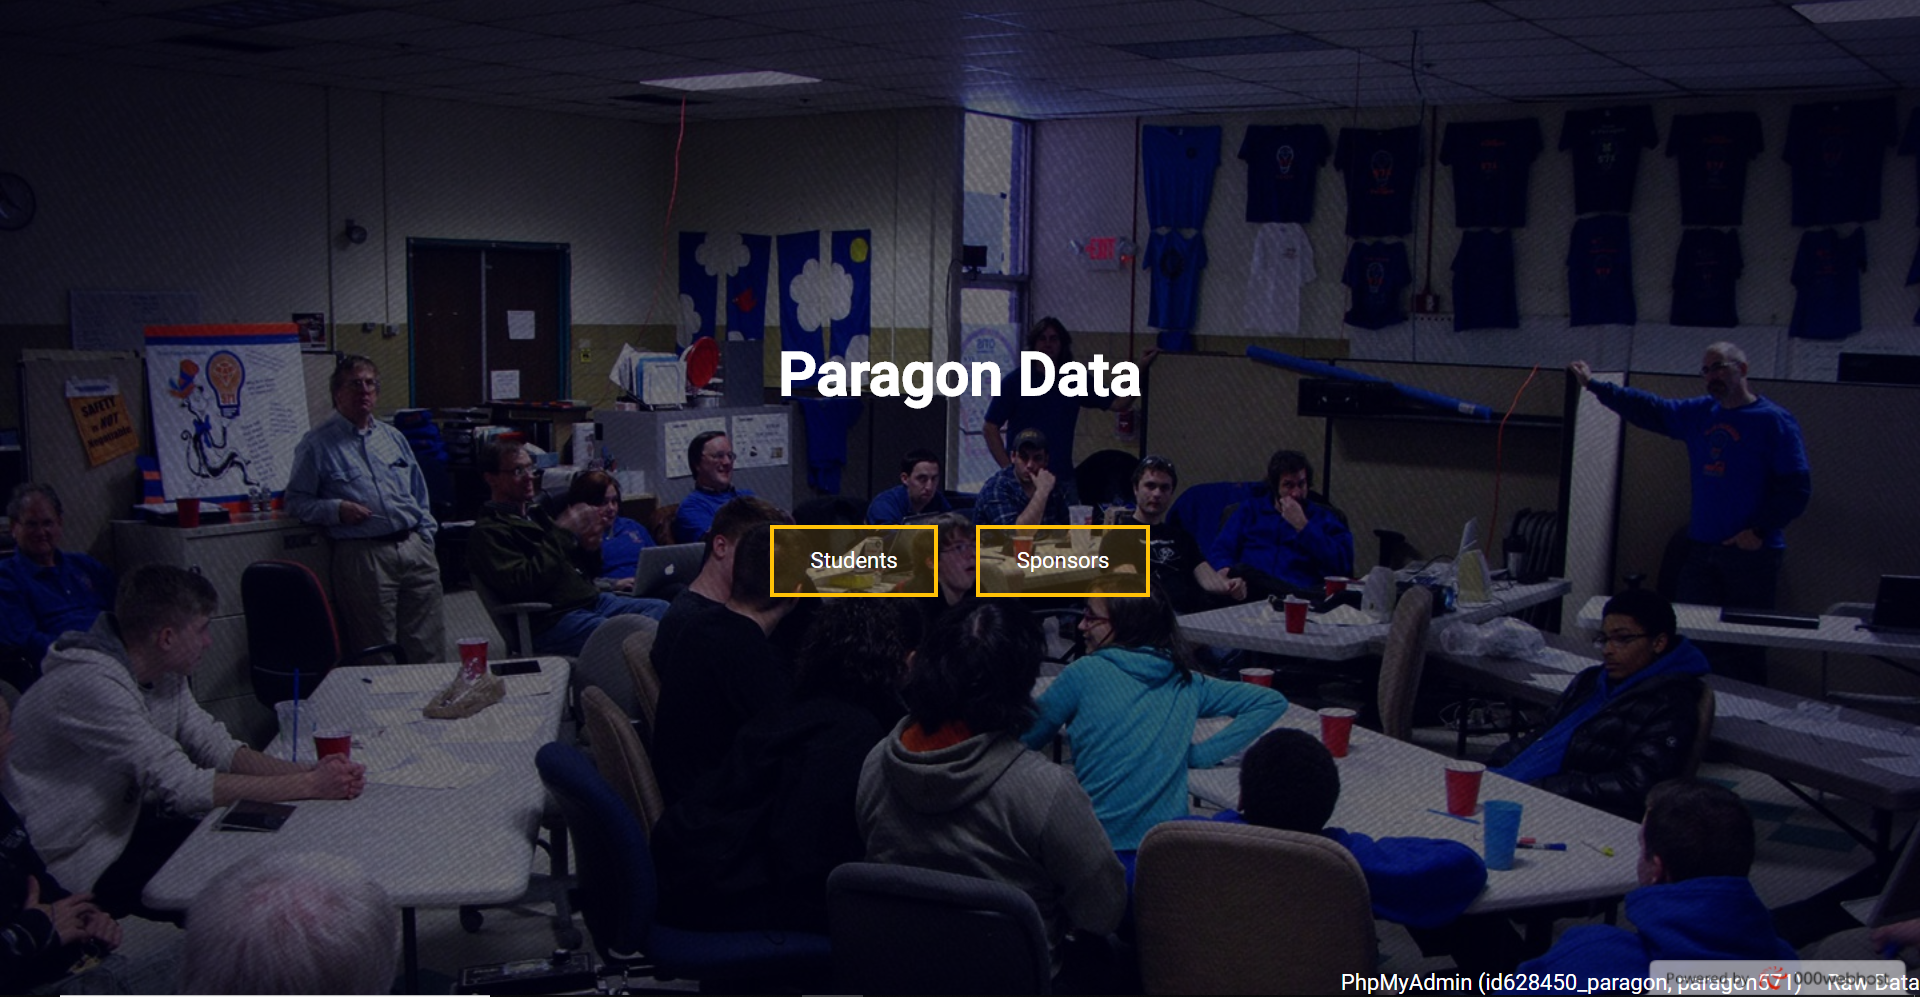 EXIT
Paragon Data
SAFETY
is NOT
Negotiable
Students
Sponsors
PhpMyAdmin (id628450_paragon, paragon571)
Raw Data
Powered by 000webhost